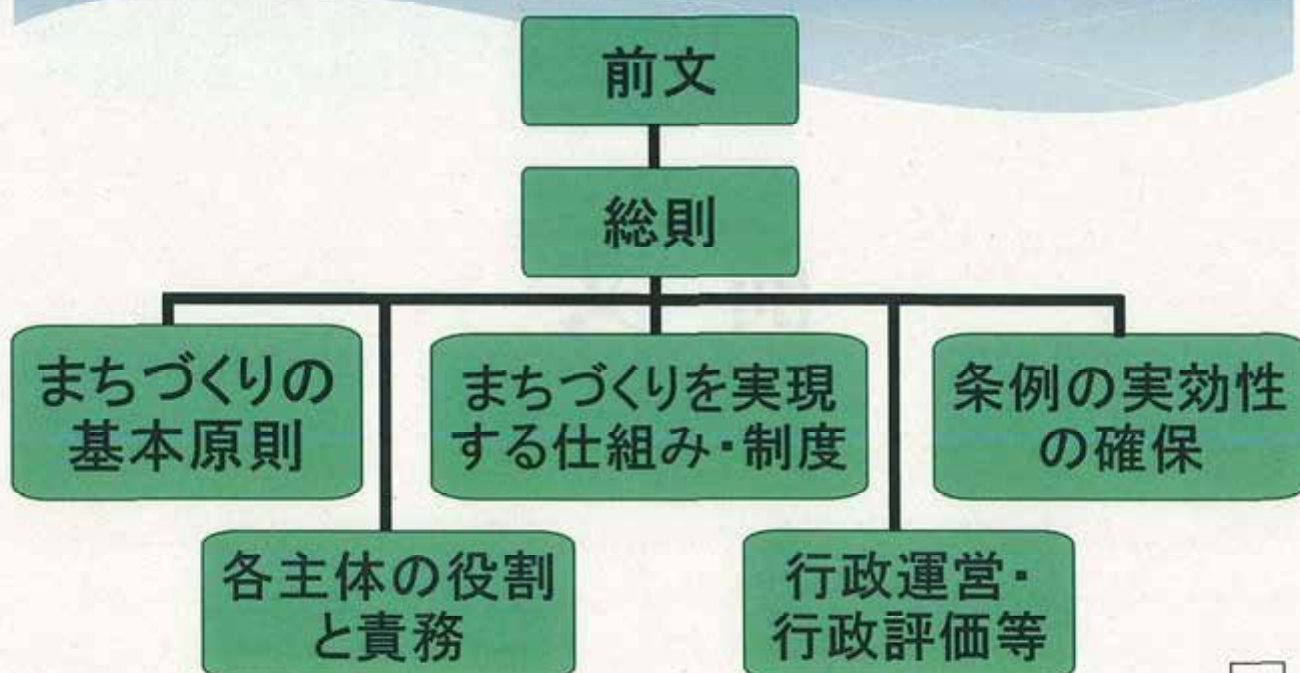 前文
総則
まちづくりの
基本原則
まちづくりを実現
する仕組み・制度
条例の実効性
の確保
各主体の役割
と責務
行政運営・
行政評価等